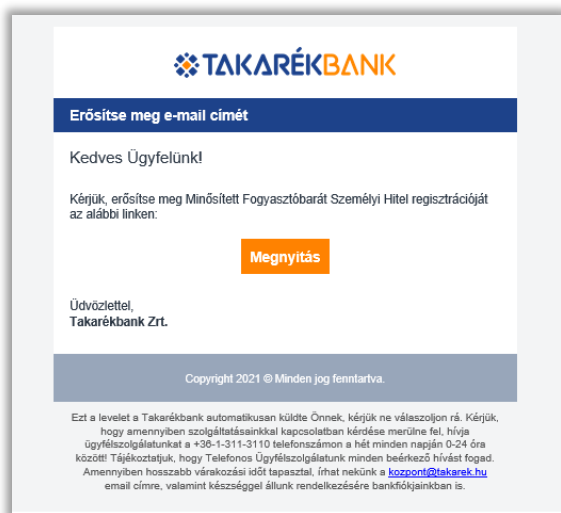 TAKARÉKBANK
Erősítse meg e-mail címét
Kedves Ügyfelünk!
Kérjük, erősítse meg Minősített Fogyasztóbarát Személyi Hitel regisztrációját
az alábbi linken:
Megnyitás
Üdvözlettel,
Takarékbank Zrt.
Copyright 2021 © Minden jog fenntartva.
Ezt a levelet a Takarékbank automatikusan küldte Önnek, kérjük ne válaszoljon rá. Kérjük,
hogy amennyiben szolgáltatásainkkal kapcsolatban kérdése merülne fel, hívja
ügyfélszolgálatunkat a +36-1-311-3110 telefonszámon a hét minden napján 0-24 óra
között! Tájékoztatjuk, hogy Telefonos Ügyfélszolgálatunk minden beérkező hívást fogad.
Amennyiben hosszabb várakozási időt tapasztal, írhat nekünk a kozpont@takarek.hu
email címre, valamint készséggel állunk rendelkezésére bankfiókjainkban is.